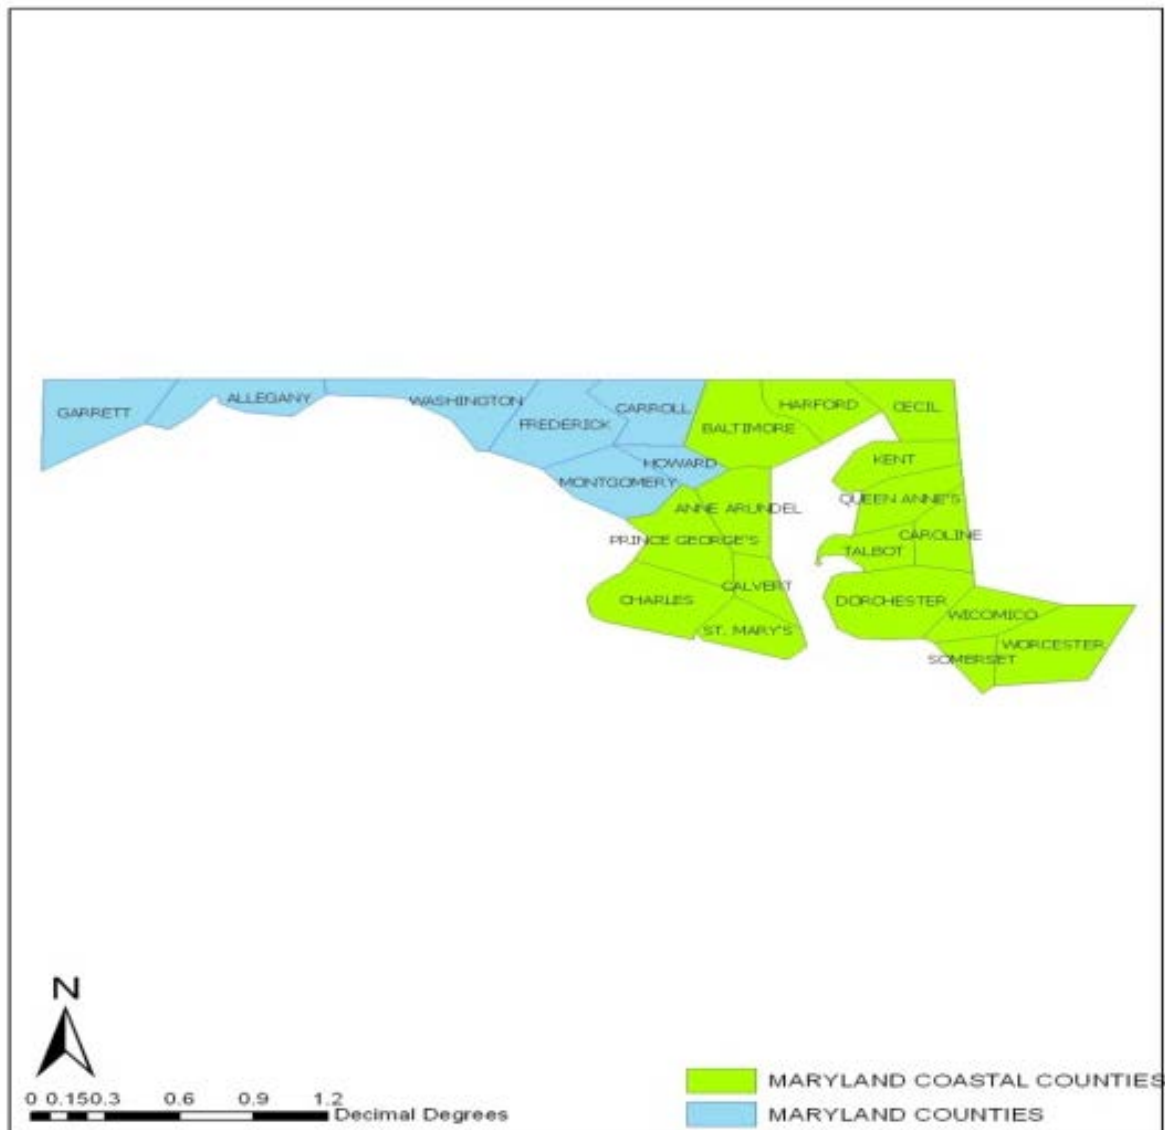 GARRETT
ALLEGANY
WASHINGTON
FREDERICK
CARROLL
BALTIMORE
HARFORD
CECIL
HOWARD
MONTGOMERY
KENT
QUEEN ANNE'S
ANNE ARUNDEL
PRINCE GEORGE'S
CAROLINE
TALBOT
CALVERT
CHARLES
ST. MARY'S
DORCHESTER
WICOMICO
WORCESTER
SOMERSET
N
0 0.150.3 0.6 0.9 1.2
Decimal Degrees
MARYLAND COASTAL COUNTIES
MARYLAND COUNTIES